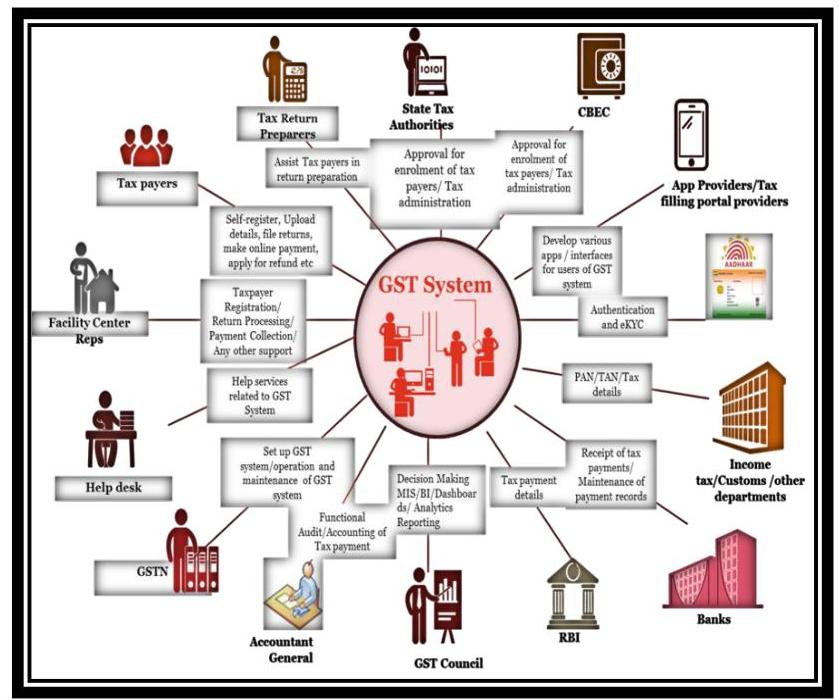 Tax Return
Preparers
State Tax
Authorities
CBEC
Tax payers
App Providers/Tax
filling portal providers
Assist Tax payers in
return preparation
Approval for
enrolment of tax
payers/ Tax
administration
Approval for
enrolment of
tax payers/ Tax
administration
Self-register, Upload
details, file returns,
make online payment,
apply for refund etc
Develop various
apps / interfaces
for users of GST
system
AADHAAR
GST System
Facility Center
Reps
Taxpayer
Registration/
Return Processing/
Payment Collection/
Any other support
Authentication
and eKYC
Help services
related to GST
System
PAN/TAN/Tax
details
Income
tax/Customs /other
departments
Help desk
Set up GST
system/operation and
maintenance of GST
system
Decision Making
MIS/BI/Dashboar
ds/ Analytics
Reporting
Tax payment
details
Receipt of tax
payments/
Maintenance of
payment records
Functional
Audit/Accounting of
Tax payment
GSTN
Accountant
General
GST Council
RBI
Banks